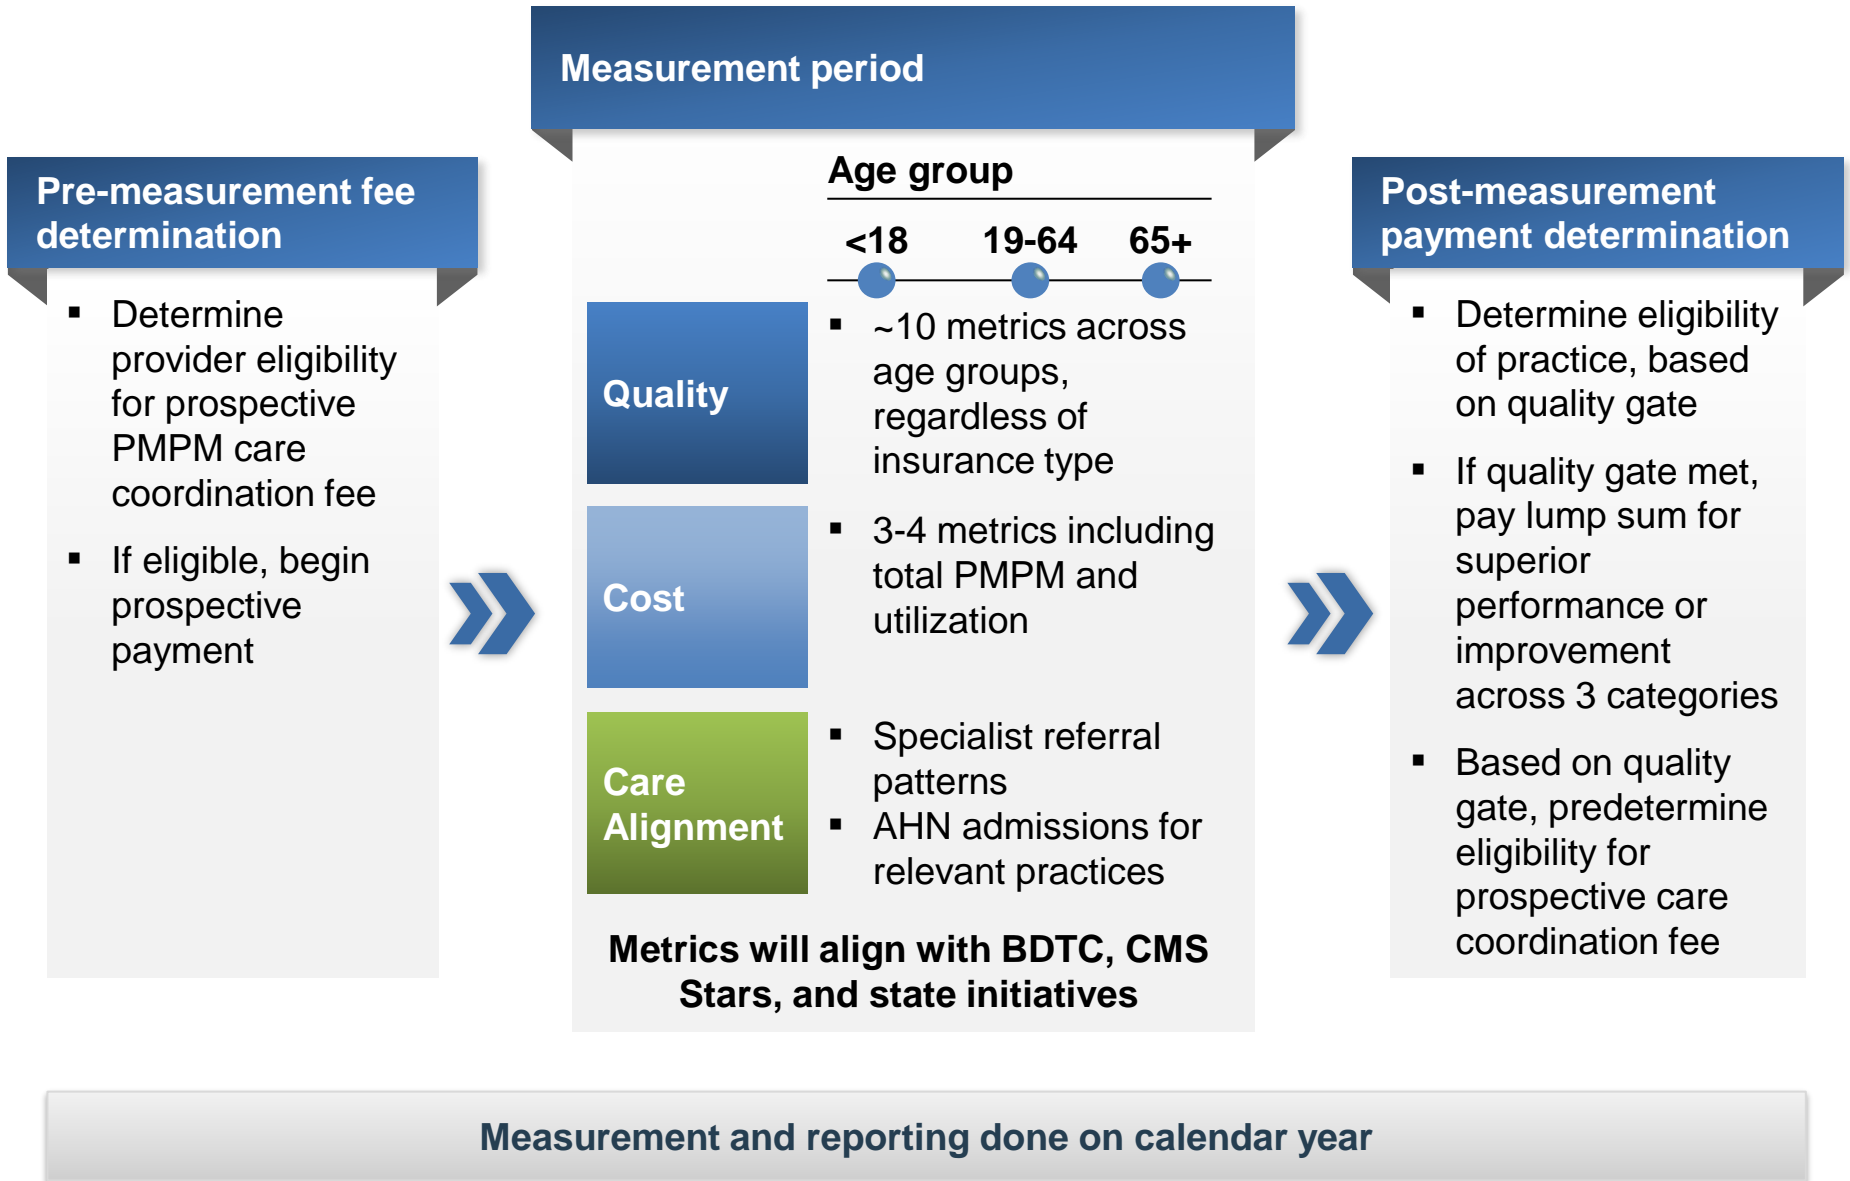 Measurement period
Pre-measurement fee
determination
▪ Determine
provider eligibility
for prospective
PMPM care
coordination fee
▪ If eligible, begin
prospective
payment
Age group
<18 19-64 65+
Quality
▪ ~10 metrics across
age groups,
regardless of
insurance type
Cost
▪ 3-4 metrics including
total PMPM and
utilization
Care
Alignment
▪ Specialist referral
patterns
▪ AHN admissions for
relevant practices
Metrics will align with BDTC, CMS
Stars, and state initiatives
Post-measurement
payment determination
▪ Determine eligibility
of practice, based
on quality gate
▪ If quality gate met,
pay lump sum for
superior
performance or
improvement
across 3 categories
▪ Based on quality
gate, predetermine
eligibility for
prospective care
coordination fee
Measurement and reporting done on calendar year